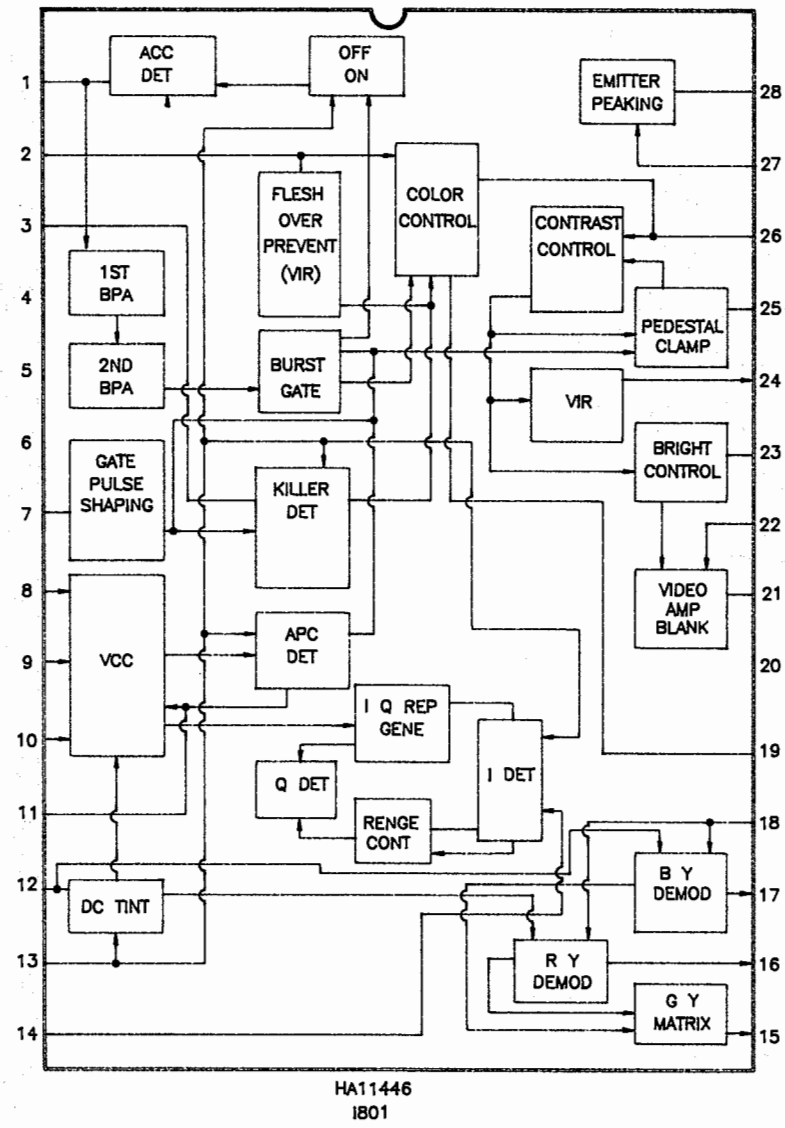 ACC
DET
OFF
ON
EMITTER
PEAKING
1
28
2
27
FLESH
OVER
PREVENT
(VIR)
COLOR
CONTROL
CONTRAST
CONTROL
3
26
1ST
BPA
4
25
PEDESTAL
CLAMP
2ND
BPA
BURST
GATE
5
24
VIR
6
23
BRIGHT
CONTROL
GATE
PULSE
SHAPING
KILLER
DET
7
22
8
21
VIDEO
AMP
BLANK
VCC
APC
DET
9
20
I Q REP
GENE
10
19
Q DET
I DET
11
18
RENGE
CONT
12
17
B Y
DEMOD
DC TINT
13
16
R Y
DEMOD
G Y
MATRIX
14
15
HA11446
I801